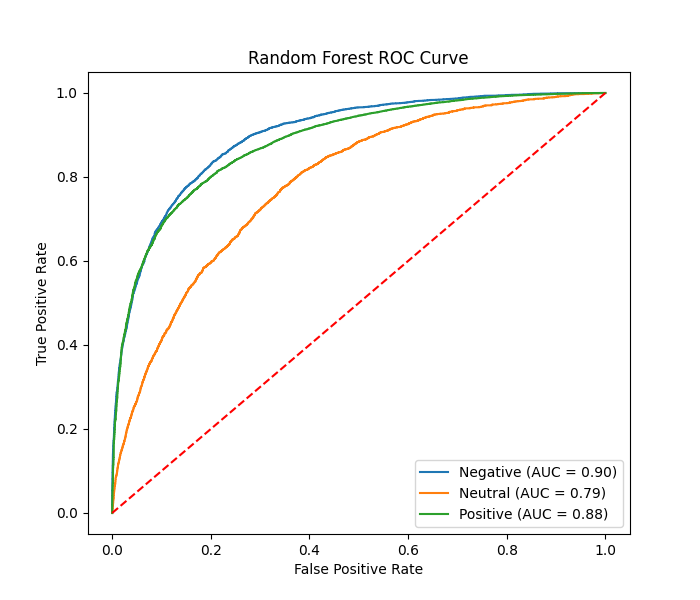 Random Forest ROC Curve
True Positive Rate
1.0
0.8
0.6
0.4
0.2
0.0
Negative (AUC = 0.90)
Neutral (AUC = 0.79)
Positive (AUC = 0.88)
0.0 0.2 0.4 0.6 0.8 1.0
False Positive Rate